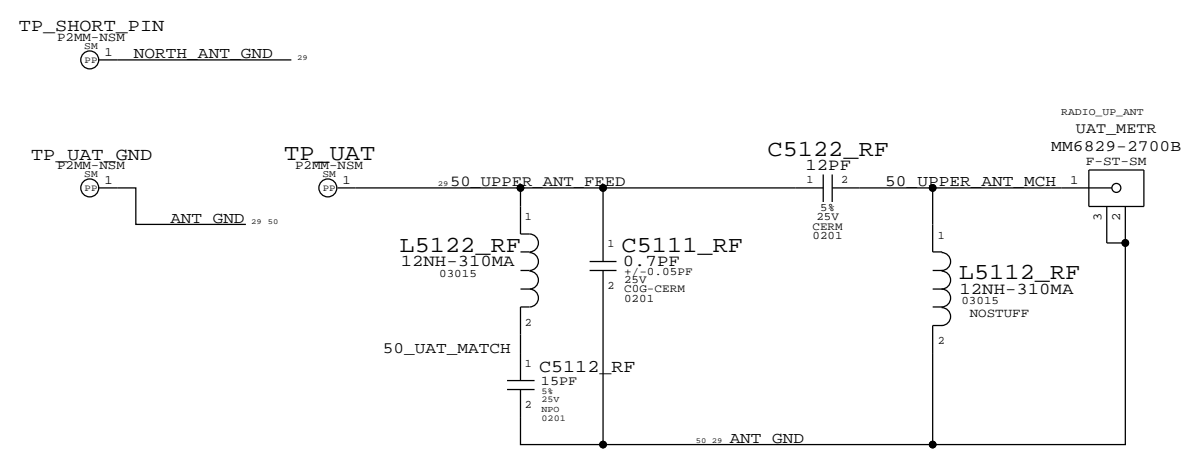 TP_SHORT_PIN
P2MM-NSM
SM
PP
1
NORTH_ANT_GND
29
TP_UAT_GND
P2MM-NSM
SM
PP
1
ANT_GND
29 50
TP_UAT
P2MM-NSM
SM
PP
1
29
50_UPPER_ANT_FEED
C5122_RF
12PF
1
2
5%
25V
CERM
0201
50_UPPER_ANT_MCH
RADIO_UP_ANT
UAT_METR
MM6829-2700B
F-ST-SM
1
3
2
1
L5122_RF
12NH-310MA
03015
2
1
C5111_RF
0.7PF
+/-0.05PF
25V
C0G-CERM
0201
2
1
L5112_RF
12NH-310MA
03015
NOSTUFF
2
50_UAT_MATCH
1
C5112_RF
15PF
5%
25V
NPO
0201
2
50 29
ANT_GND